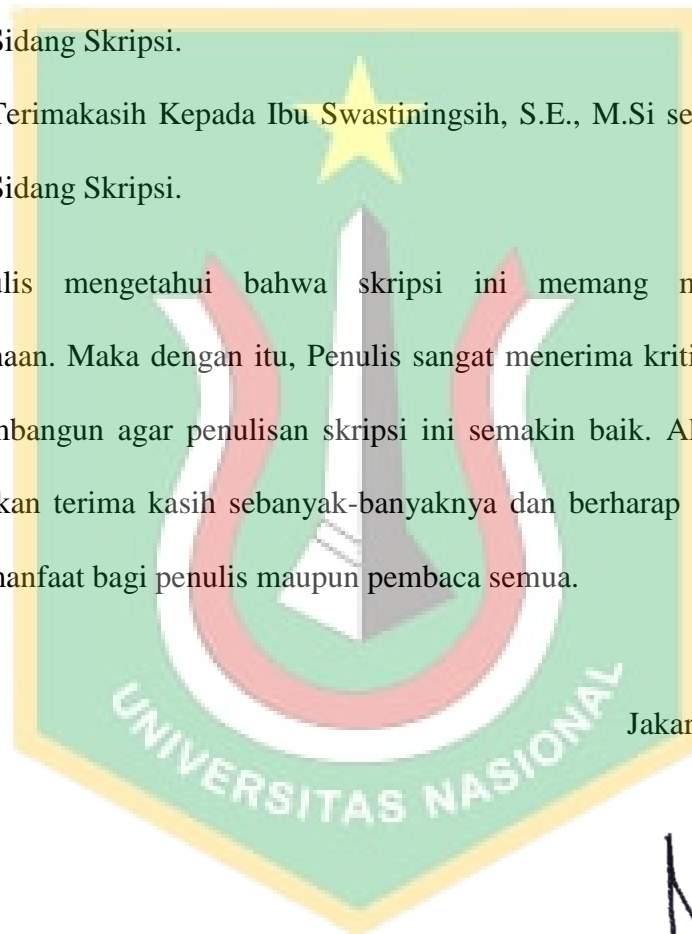 Sidang Skripsi.
Terimakasih Kepada Ibu Swastiningsih, S.E., M.Si se
Sidang Skripsi.
ulis mengetahui bahwa skripsi ini memang m
naan. Maka dengan itu, Penulis sangat menerima kriti
mbangun agar penulisan skripsi ini semakin baik. Ak
kan terima kasih sebanyak-banyaknya dan berharap
manfaat bagi penulis maupun pembaca semua.
Jakar
UNIVERSITAS NASIONAL